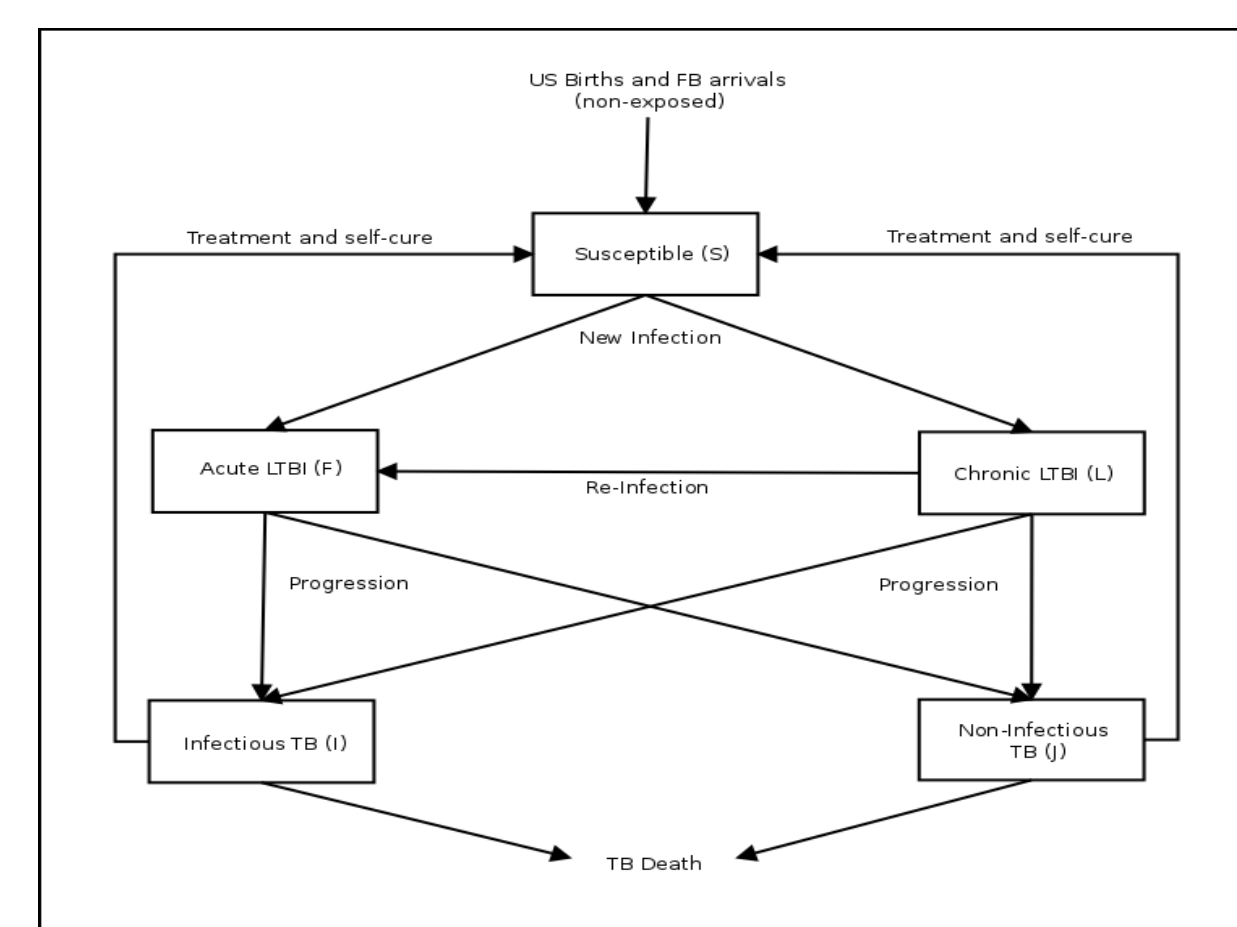 US Births and FB arrivals
(non-exposed)
Treatment and self-cure
Treatment and self-cure
Susceptible (S)
New Infection
Acute LTBI (F)
Chronic LTBI (L)
Re-Infection
Progression
Progression
Infectious TB (I)
Non-Infectious
TB (J)
TB Death